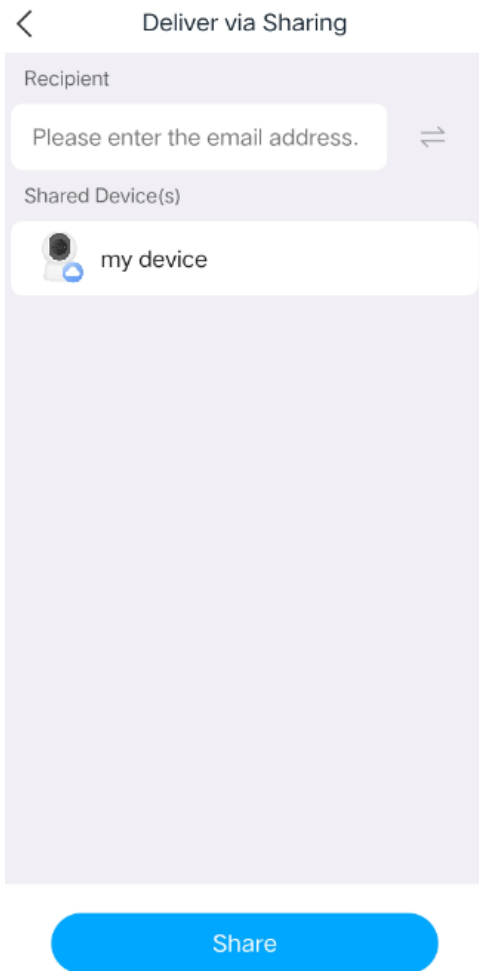 Deliver via Sharing
Recipient
Please enter the email address.
Shared Device(s)
my device
Share